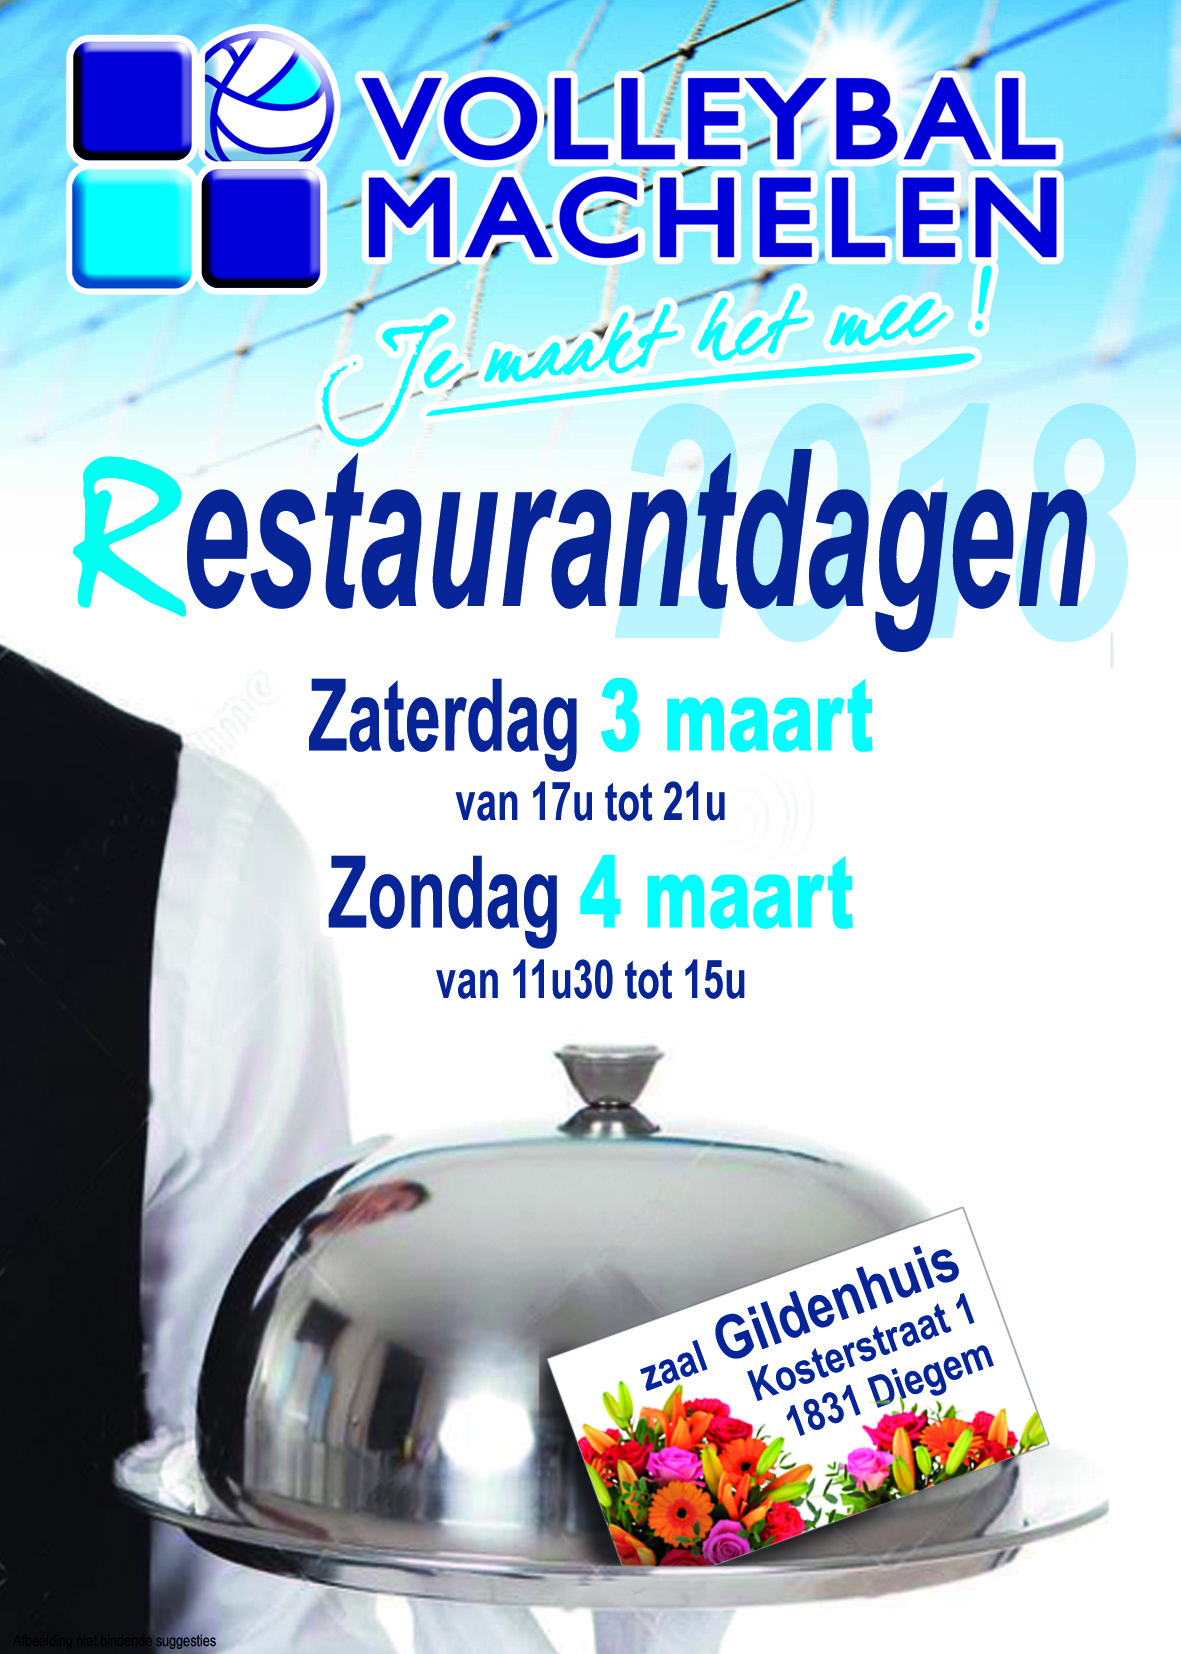 VOLLEYBAL
MACHELEN
Je maakt het mee !
2018
Restaurantdagen
Zaterdag 3 maart
van 17u tot 21u
Zondag 4 maart
van 11u30 tot 15u
zaal Gildenhuis
Kosterstraat 1
1831 Diegem
Afbeelding niet bindende suggesties